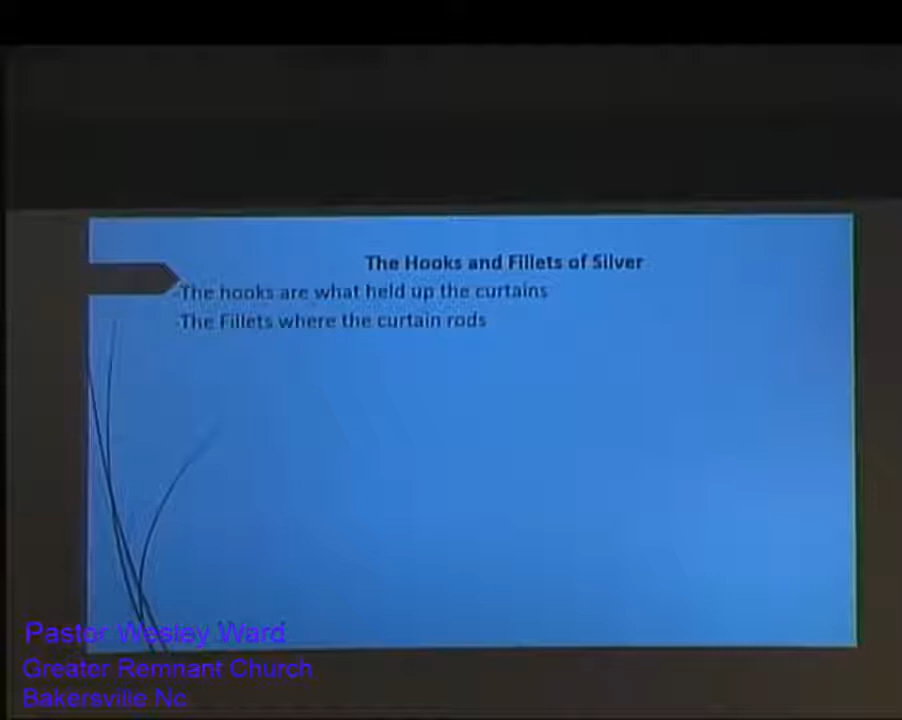 The Hooks and Fillets of Silver
-The hooks are what held up the curtains
-The Fillets where the curtain rods
Pastor Wesley Ward
Greater Remnant Church
Bakersville Nc